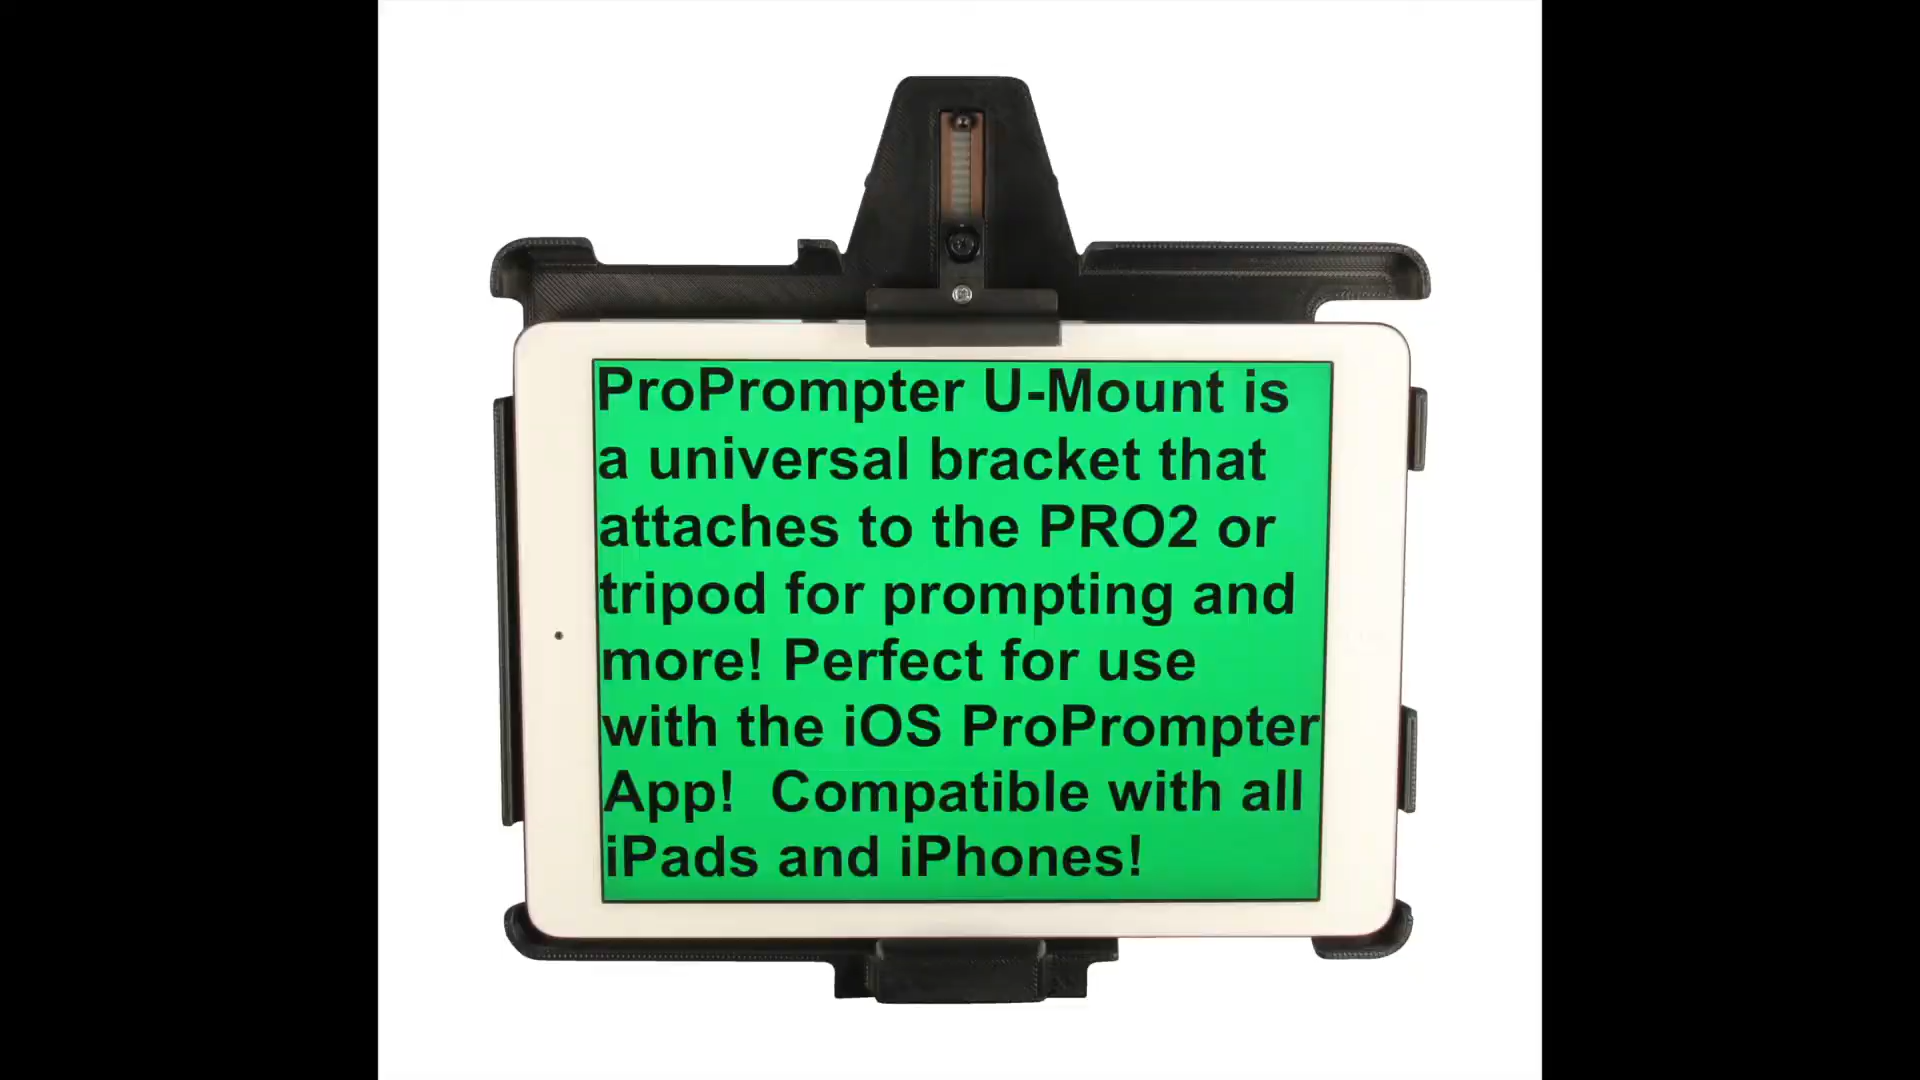 ProPrompter U-Mount is
a universal bracket that
attaches to the PRO2 or
tripod for prompting and
more! Perfect for use
with the iOS ProPrompter
App!  Compatible with all
iPads and iPhones!